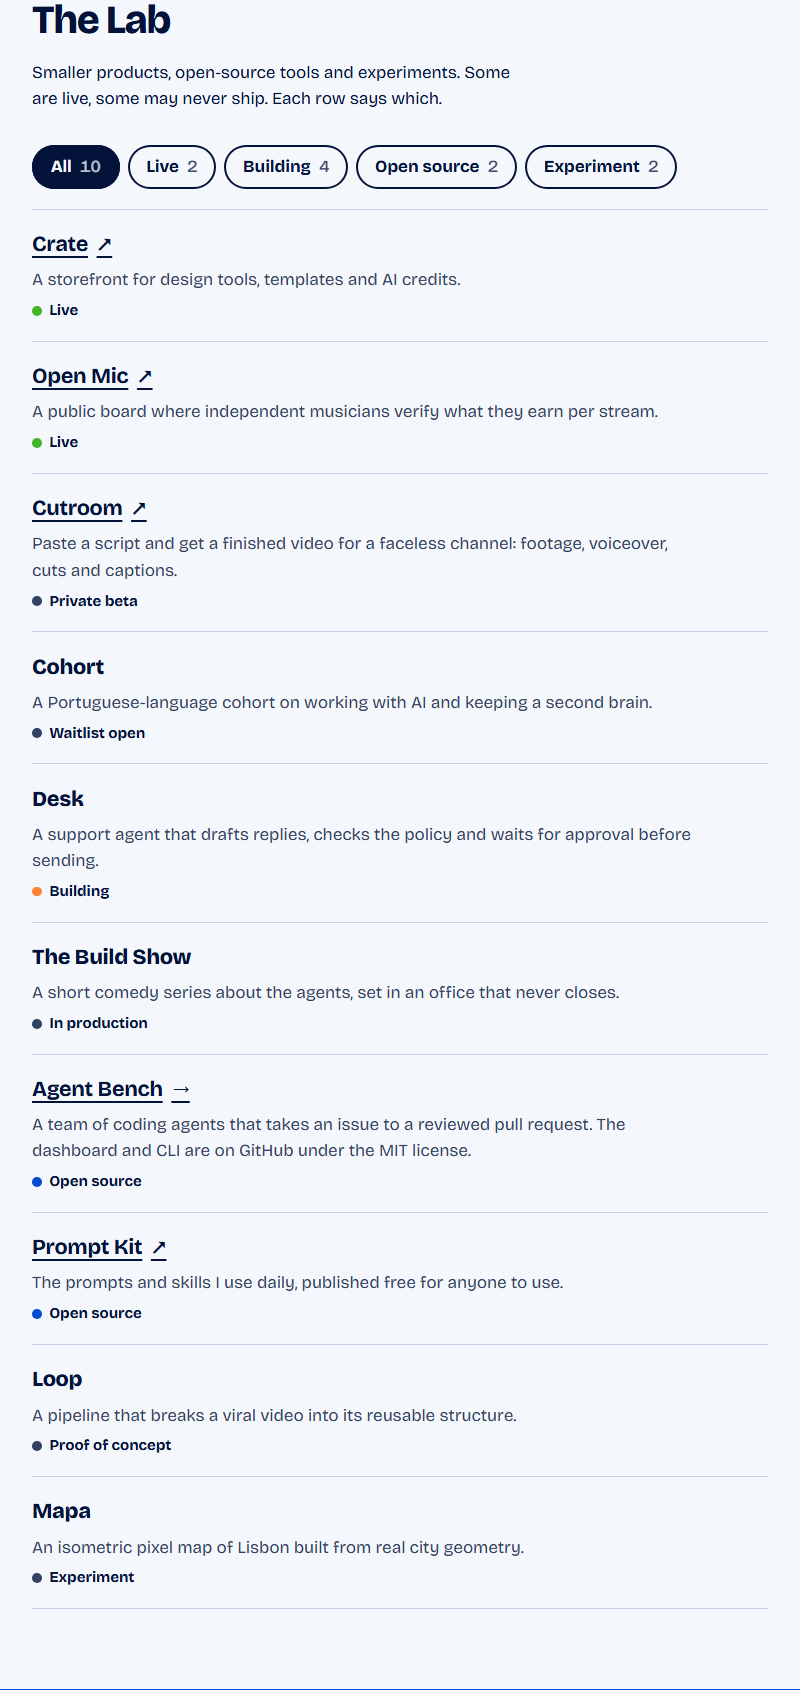 The Lab
Smaller products, open-source tools and experiments. Some
are live, some may never ship. Each row says which.
All 10 Live 2 Building 4 Open source 2 Experiment 2
Crate ↗
A storefront for design tools, templates and AI credits.
Live
Open Mic ↗
A public board where independent musicians verify what they earn per stream.
Live
Cutroom ↗
Paste a script and get a finished video for a faceless channel: footage, voiceover,
cuts and captions.
Private beta
Cohort
A Portuguese-language cohort on working with AI and keeping a second brain.
Waitlist open
Desk
A support agent that drafts replies, checks the policy and waits for approval before
sending.
Building
The Build Show
A short comedy series about the agents, set in an office that never closes.
In production
Agent Bench →
A team of coding agents that takes an issue to a reviewed pull request. The
dashboard and CLI are on GitHub under the MIT license.
Open source
Prompt Kit ↗
The prompts and skills I use daily, published free for anyone to use.
Open source
Loop
A pipeline that breaks a viral video into its reusable structure.
Proof of concept
Mapa
An isometric pixel map of Lisbon built from real city geometry.
Experiment